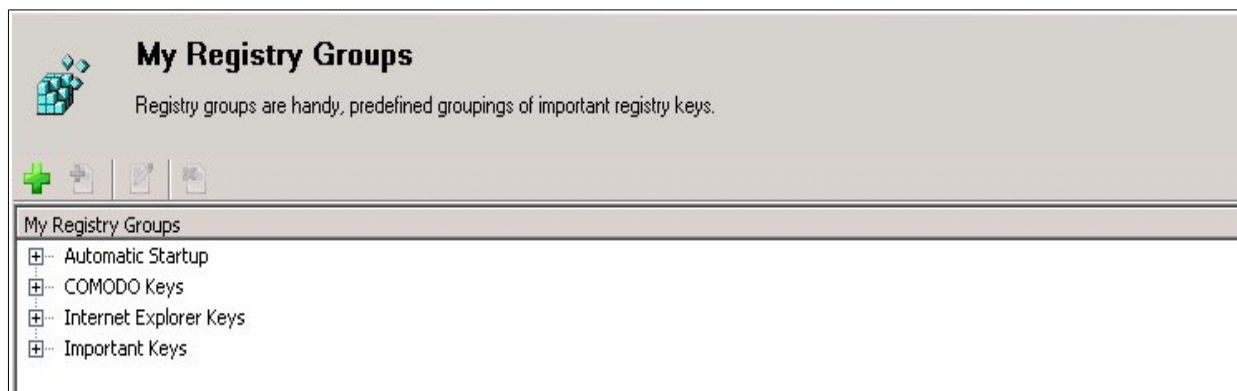 My Registry Groups
Registry groups are handy, predefined groupings of important registry keys.
My Registry Groups
Automatic Startup
COMODO Keys
Internet Explorer Keys
Important Keys